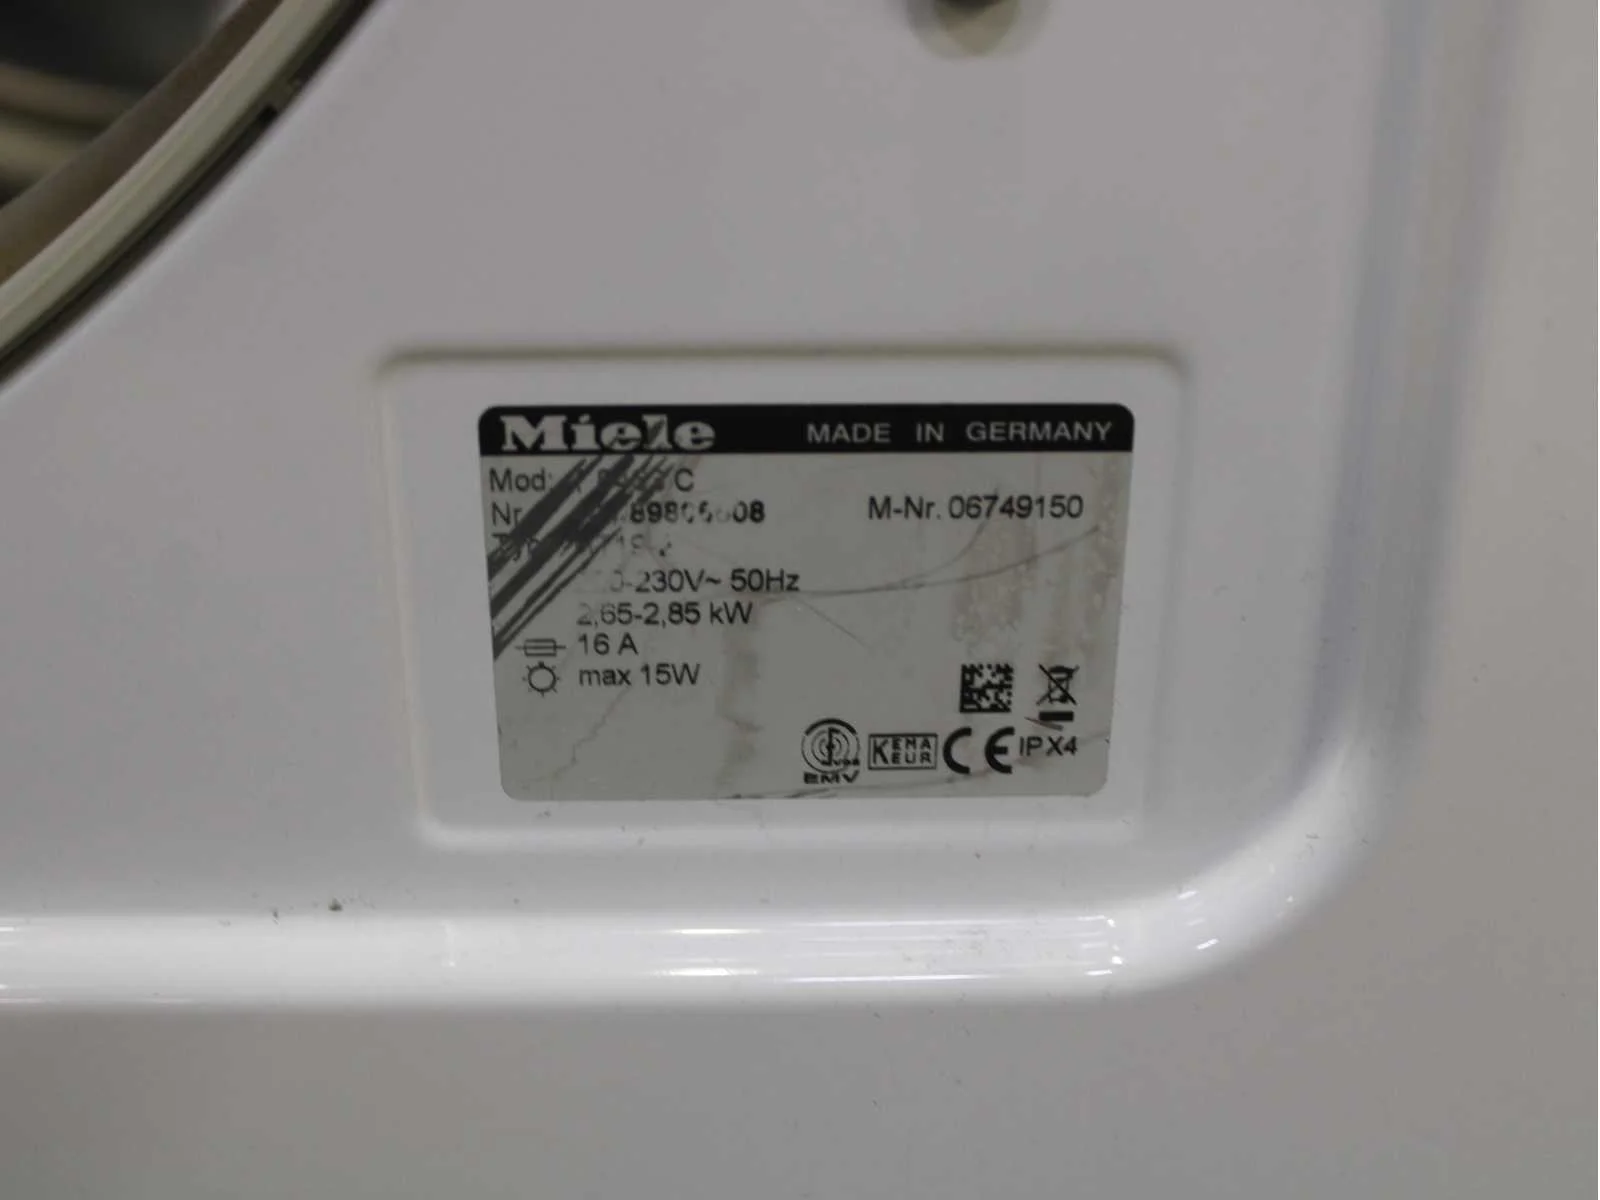 Miele MADE IN GERMANY
Mod: C
Nr. M-Nr. 06749150
230V~ 50Hz
2,65-2,85 kW
16 A
max 15W
KEMA
EUR
CE IPX4
EMV